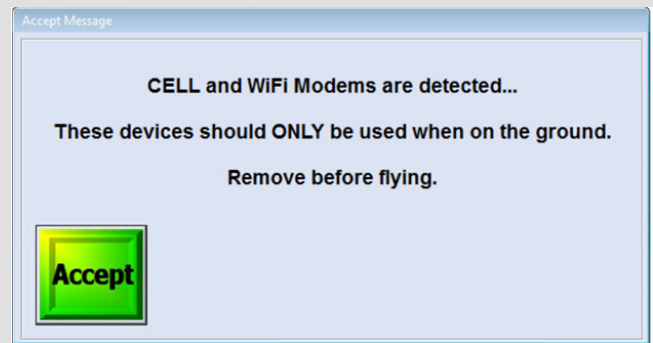 Accept Message
CELL and WiFi Modems are detected...
These devices should ONLY be used when on the ground.
Remove before flying.
Accept